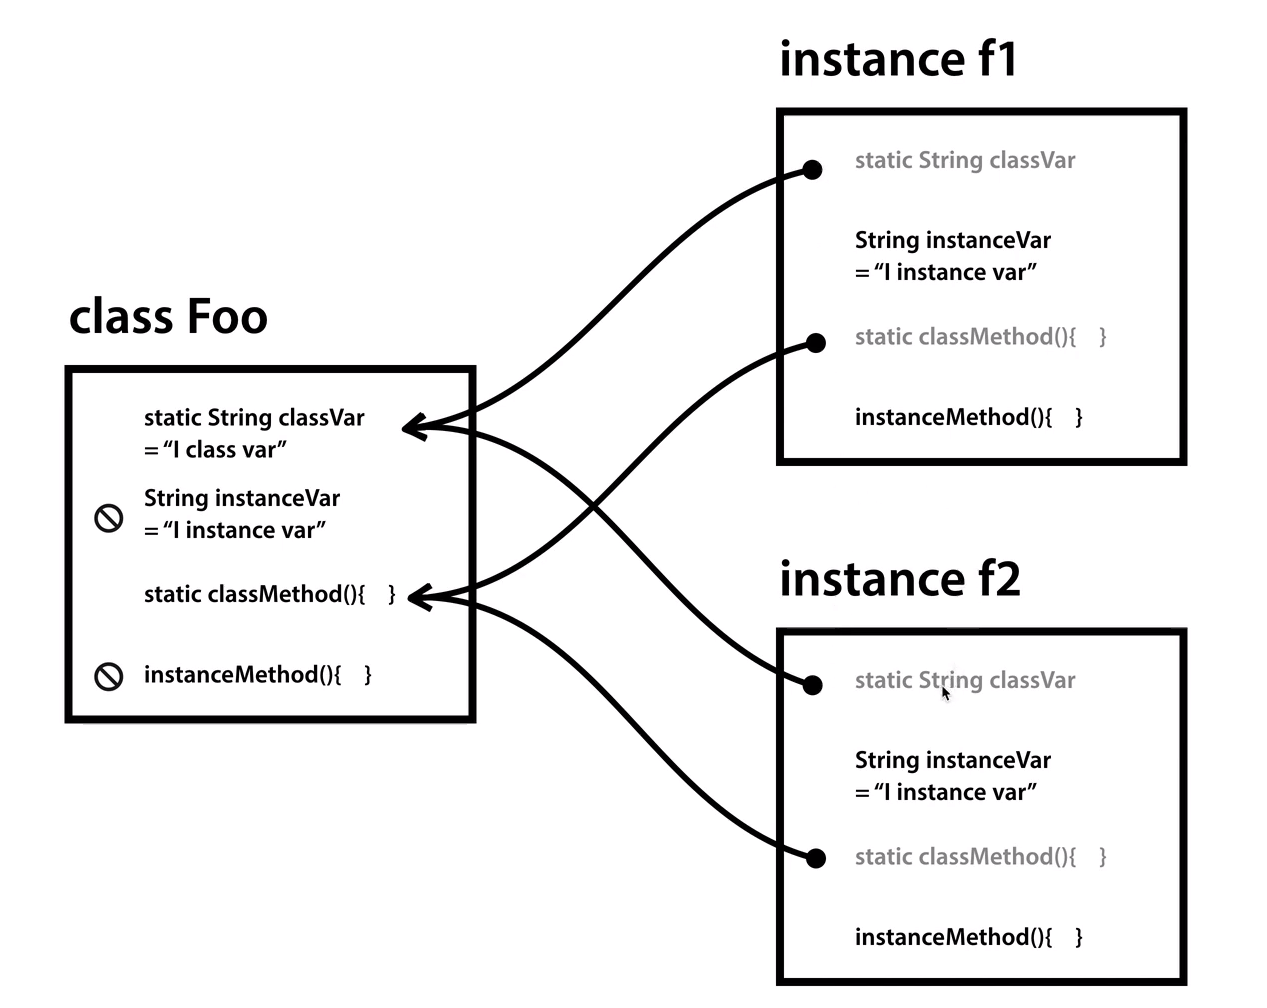 class Foo
static String classVar
= “I class var”
String instanceVar
= “I instance var”
static classMethod(){    }
instanceMethod(){    }
instance f1
static String classVar
String instanceVar
= “I instance var”
static classMethod(){    }
instanceMethod(){    }
instance f2
static String classVar
String instanceVar
= “I instance var”
static classMethod(){    }
instanceMethod(){    }